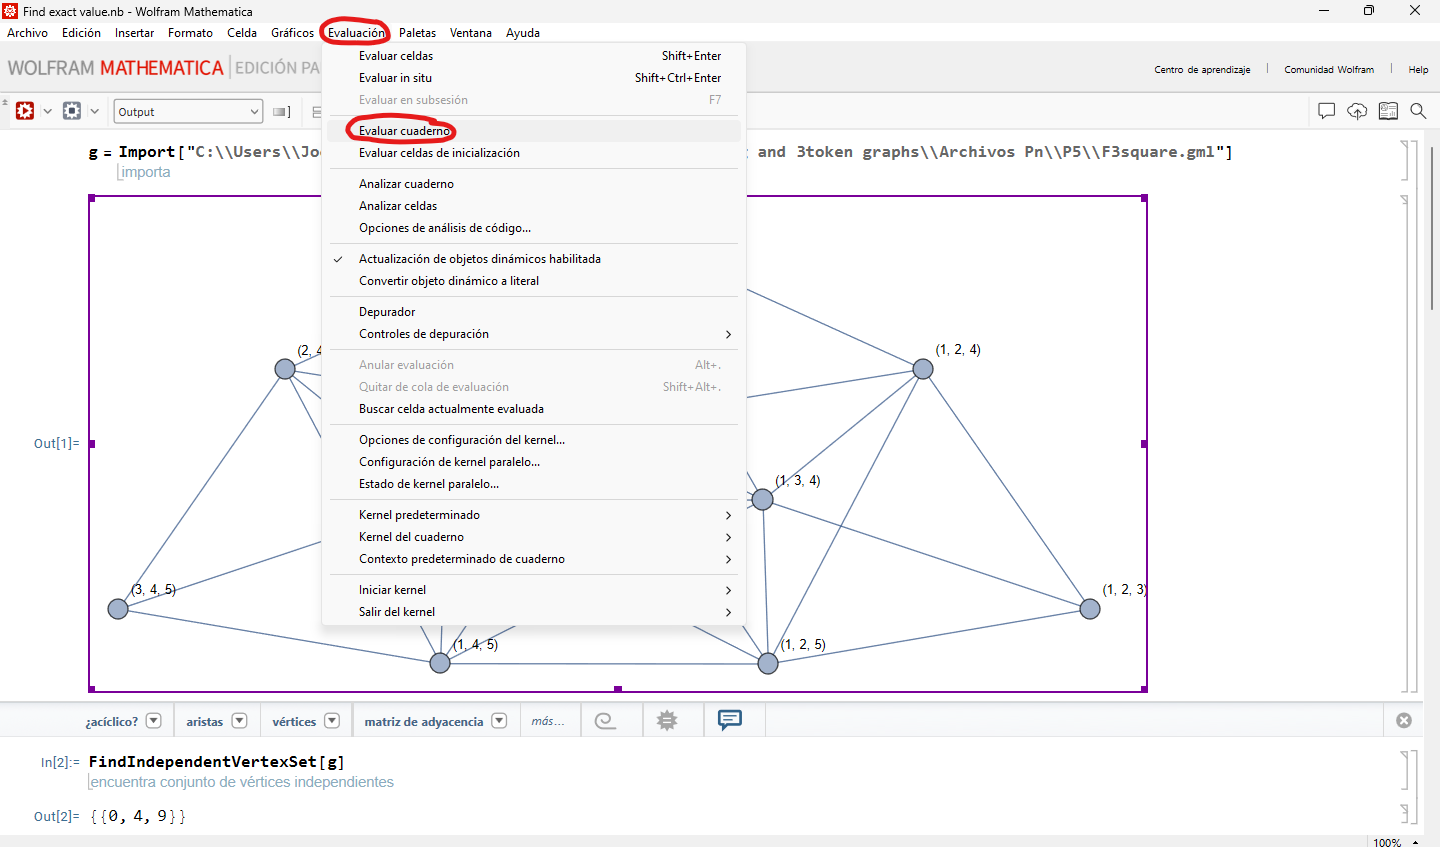 Find exact value.nb - Wolfram Mathematica
Archivo Edición Insertar Formato Celda Gráficos Evaluación Paletas Ventana Ayuda
WOLFRAM MATHEMATICA EDICIÓN PA
Centro de aprendizaje Comunidad Wolfram Help
Output
Evaluar celdas Shift+Enter
Evaluar in situ Shift+Ctrl+Enter
Evaluar en subsesión F7
Evaluar cuaderno
Evaluar celdas de inicialización
Analizar cuaderno
Analizar celdas
Opciones de análisis de código...
Actualización de objetos dinámicos habilitada
Convertir objeto dinámico a literal
Depurador
Controles de depuración
Anular evaluación Alt+.
Quitar de cola de evaluación Shift+Alt+.
Buscar celda actualmente evaluada
Opciones de configuración del kernel...
Configuración de kernel paralelo...
Estado de kernel paralelo...
Kernel predeterminado
Kernel del cuaderno
Contexto predeterminado de cuaderno
Iniciar kernel
Salir del kernel
g = Import["C:\\Users\\Jo and 3token graphs\\Archivos Pn\\P5\\F3square.gml"]
importa
Out[1]=
(2, 4
(1, 2, 4)
(1, 3, 4)
(3, 4, 5)
(1, 2, 3)
(1, 4, 5)
(1, 2, 5)
¿acíclico? aristas vértices matriz de adyacencia más...
In[2]:= FindIndependentVertexSet[g]
encuentra conjunto de vértices independientes
Out[2]= {{0, 4, 9}}
100%